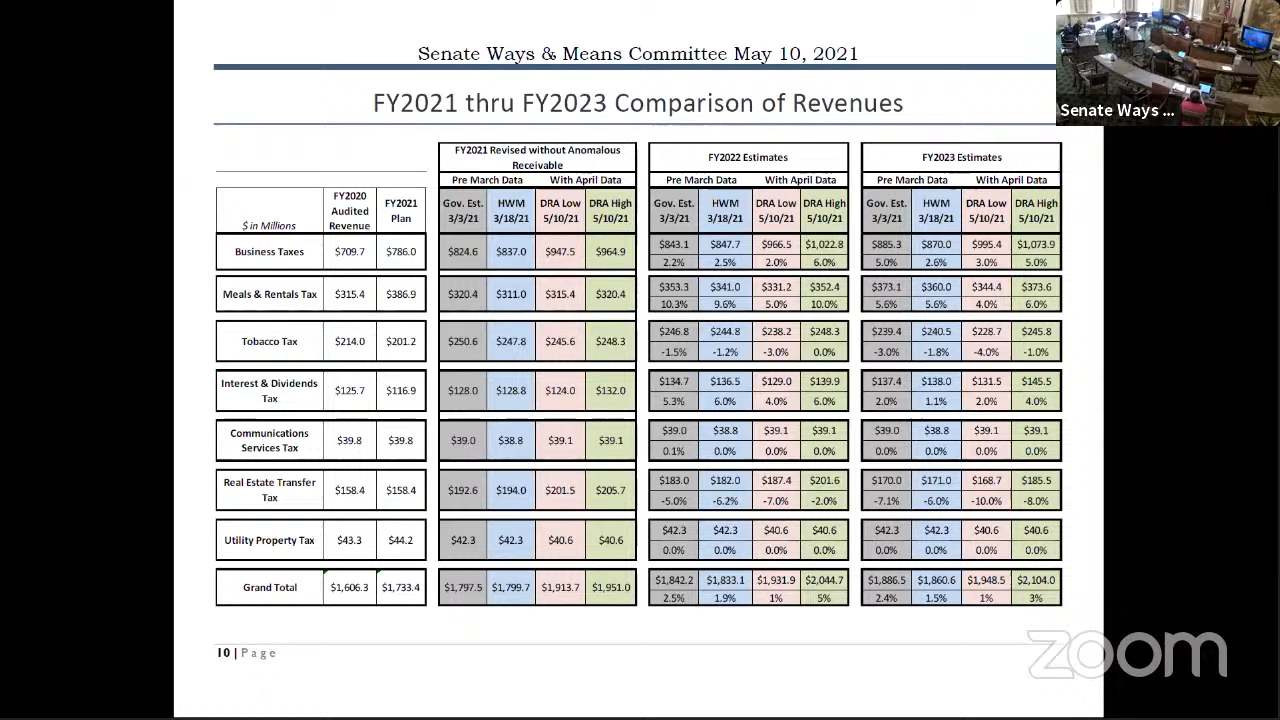 Senate Ways & Means Committee May 10, 2021
Senate Ways ...
FY2021 thru FY2023 Comparison of Revenues
FY2021 Revised without Anomalous
Receivable
FY2022 Estimates
FY2023 Estimates
Pre March Data With April Data Pre March Data With April Data Pre March Data With April Data
$ in Millions
FY2020
Audited
Revenue
FY2021
Plan
Gov. Est. HWM DRA Low DRA High Gov. Est. HWM DRA Low DRA High Gov. Est. HWM DRA Low DRA High
3/3/21 3/18/21 5/10/21 5/10/21 3/3/21 3/18/21 5/10/21 5/10/21 3/3/21 3/18/21 5/10/21 5/10/21
Business Taxes $709.7 $786.0 $824.6 $837.0 $947.5 $964.9 $843.1 $847.7 $966.5 $1,022.8 $885.3 $870.0 $995.4 $1,073.9
2.2% 2.5% 2.0% 6.0% 5.0% 2.6% 3.0% 5.0%
Meals & Rentals Tax $315.4 $386.9 $320.4 $311.0 $315.4 $320.4 $353.3 $341.0 $331.2 $352.4 $373.1 $360.0 $344.4 $373.6
10.3% 9.6% 5.0% 10.0% 5.6% 5.6% 4.0% 6.0%
Tobacco Tax $214.0 $201.2 $250.6 $247.8 $245.6 $248.3 $246.8 $244.8 $238.2 $248.3 $239.4 $240.5 $228.7 $245.8
-1.5% -1.2% -3.0% 0.0% -3.0% -1.8% -4.0% -1.0%
Interest & Dividends
Tax
$125.7 $116.9 $128.0 $128.8 $124.0 $132.0 $134.7 $136.5 $129.0 $139.9 $137.4 $138.0 $131.5 $145.5
5.3% 6.0% 4.0% 6.0% 2.0% 1.1% 2.0% 4.0%
Communications
Services Tax
$39.8 $39.8 $39.0 $38.8 $39.1 $39.1 $39.0 $38.8 $39.1 $39.1 $39.0 $38.8 $39.1 $39.1
0.1% 0.0% 0.0% 0.0% 0.0% 0.0% 0.0% 0.0%
Real Estate Transfer
Tax
$158.4 $158.4 $192.6 $194.0 $201.5 $205.7 $183.0 $182.0 $187.4 $201.6 $170.0 $171.0 $168.7 $185.5
-5.0% -6.2% -7.0% -2.0% -7.1% -6.0% -10.0% -8.0%
Utility Property Tax $43.3 $44.2 $42.3 $42.3 $40.6 $40.6 $42.3 $42.3 $40.6 $40.6 $42.3 $42.3 $40.6 $40.6
0.0% 0.0% 0.0% 0.0% 0.0% 0.0% 0.0% 0.0%
Grand Total $1,606.3 $1,733.4 $1,797.5 $1,799.7 $1,913.7 $1,951.0 $1,842.2 $1,833.1 $1,931.9 $2,044.7 $1,886.5 $1,860.6 $1,948.5 $2,104.0
2.5% 1.9% 1% 5% 2.4% 1.5% 1% 3%
10 | Page
zoom